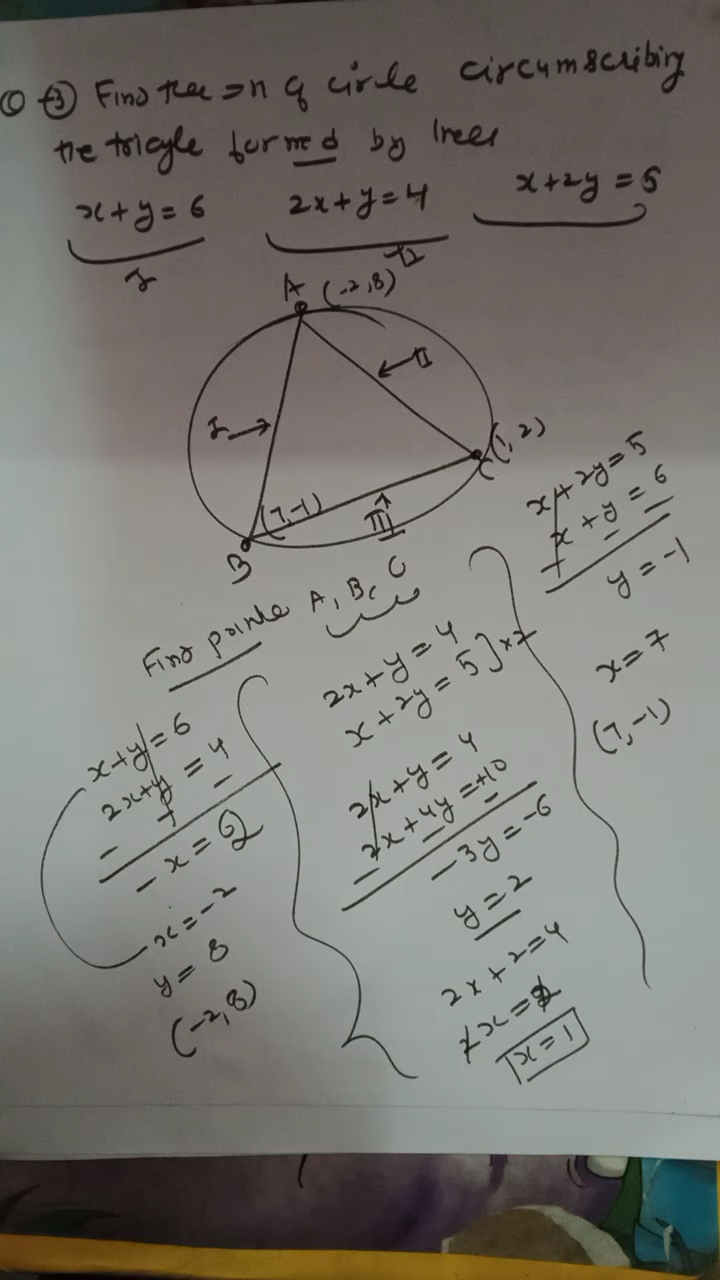 ③ Find the =n of circle circumscribing
the triagle formed by lines
x+y=6 2x+y=4 x+2y=5
I II
A (-2,8)
I II
(1,2)
C
(7,-1) III
B
Find points A, B, C
x+y=6
2x+y=4
- - -
-x=2
x=-2
y=8
(-2,8)
2x+y=4
x+2y=5]×2
2x+y=4
2x+4y=+10
- - -
-3y=-6
y=2
2x+2=4
2x=2
x=1
x+2y=5
x+y=6
- - -
y=-1
x=7
(7,-1)